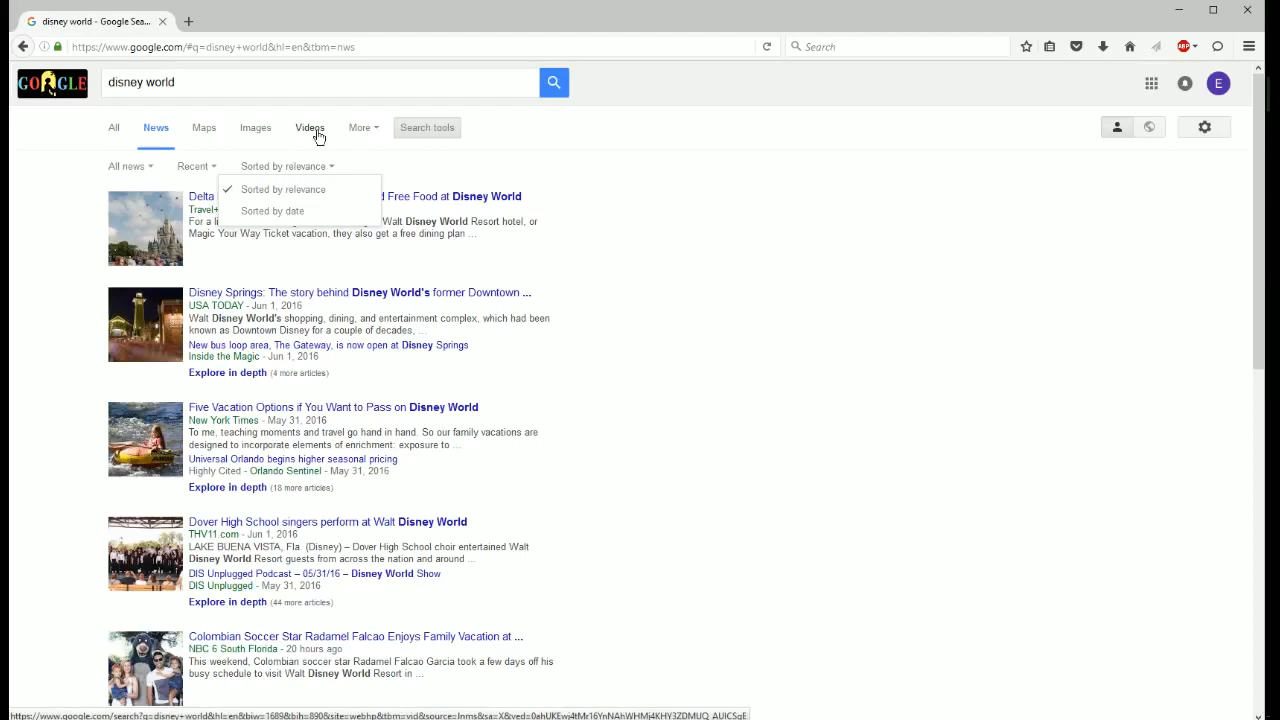 disney world - Google Sea...
https://www.google.com/#q=disney+world&hl=en&tbm=nws
Search
ABP
GOOGLE
disney world
E
All News Maps Images Videos More Search tools
All news Recent Sorted by relevance
Sorted by relevance
Sorted by date
Delta
Free Food at Disney World
Travel+
For a li
Walt Disney World Resort hotel, or
Magic Your Way Ticket vacation, they also get a free dining plan ...
Disney Springs: The story behind Disney World's former Downtown ...
USA TODAY - Jun 1, 2016
Walt Disney World's shopping, dining, and entertainment complex, which had been
known as Downtown Disney for a couple of decades, ...
New bus loop area, The Gateway, is now open at Disney Springs
Inside the Magic - Jun 1, 2016
Explore in depth (4 more articles)
Five Vacation Options if You Want to Pass on Disney World
New York Times - May 31, 2016
To me, teaching moments and travel go hand in hand. So our family vacations are
designed to incorporate elements of enrichment: exposure to ...
Universal Orlando begins higher seasonal pricing
Highly Cited - Orlando Sentinel - May 31, 2016
Explore in depth (18 more articles)
Dover High School singers perform at Walt Disney World
THV11.com - Jun 1, 2016
LAKE BUENA VISTA, Fla. (Disney) – Dover High School choir entertained Walt
Disney World Resort guests from across the nation and around ...
DIS Unplugged Podcast – 05/31/16 – Disney World Show
DIS Unplugged - May 31, 2016
Explore in depth (44 more articles)
Colombian Soccer Star Radamel Falcao Enjoys Family Vacation at ...
NBC 6 South Florida - 20 hours ago
This weekend, Colombian soccer star Radamel Falcao Garcia took a few days off his
busy schedule to visit Walt Disney World Resort in ...